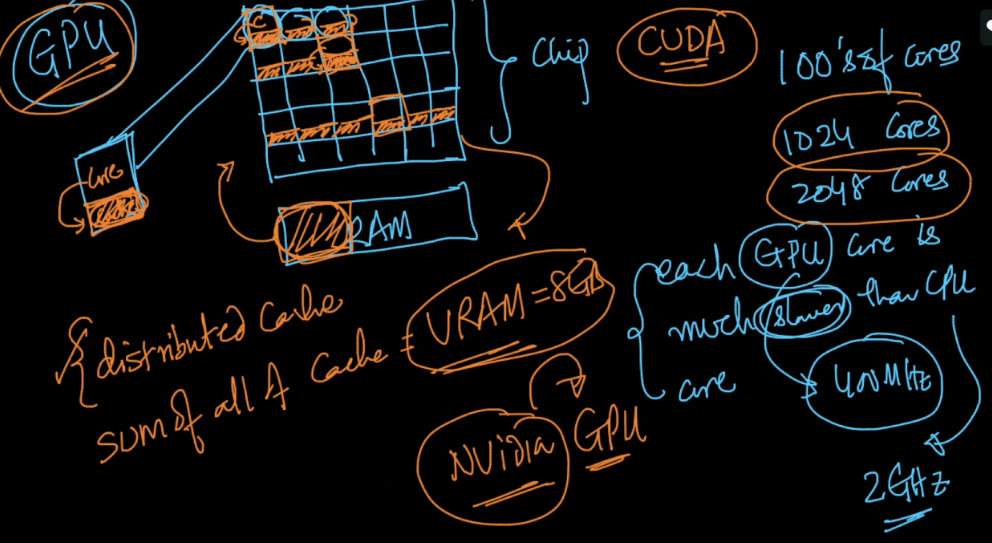 GPU
C
Core
Chip
CUDA
100's of Cores
1024 Cores
2048 Cores
RAM
each GPU Core is
much slower than CPU
core
400MHz
2GHz
{ distributed Cache
sum of all Cache = VRAM = 8GB
NVidia GPU